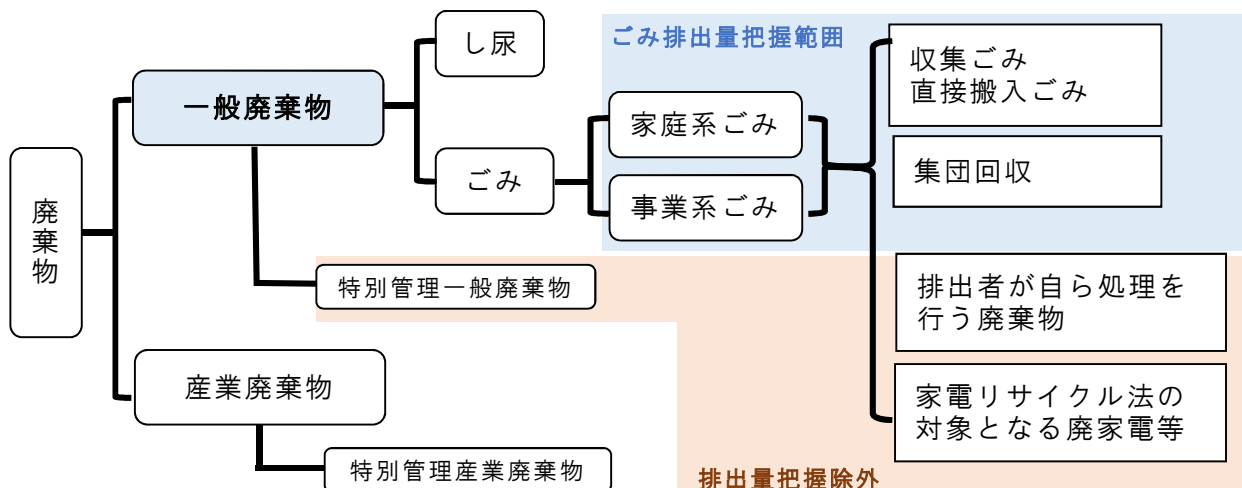 廃棄物
一般廃棄物
し尿
ごみ
特別管理一般廃棄物
産業廃棄物
特別管理産業廃棄物
ごみ排出量把握範囲
家庭系ごみ
事業系ごみ
収集ごみ
直接搬入ごみ
集団回収
排出者が自ら処理を
行う廃棄物
家電リサイクル法の
対象となる廃家電等
排出量把握除外